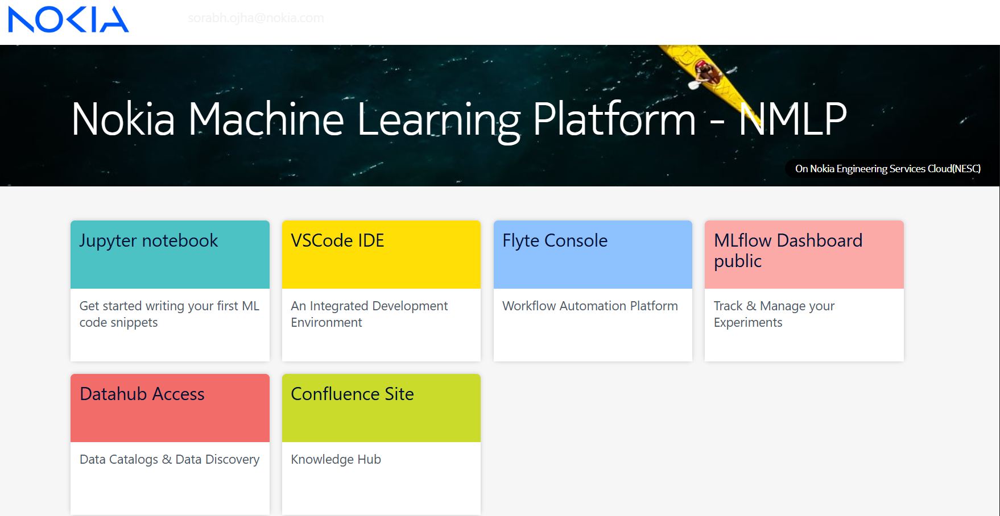 NOKIA
sorabh.ojha@nokia.com
Nokia Machine Learning Platform - NMLP
On Nokia Engineering Services Cloud(NESC)
Jupyter notebook
Get started writing your first ML
code snippets
VSCode IDE
An Integrated Development
Environment
Flyte Console
Workflow Automation Platform
MLflow Dashboard
public
Track & Manage your
Experiments
Datahub Access
Data Catalogs & Data Discovery
Confluence Site
Knowledge Hub